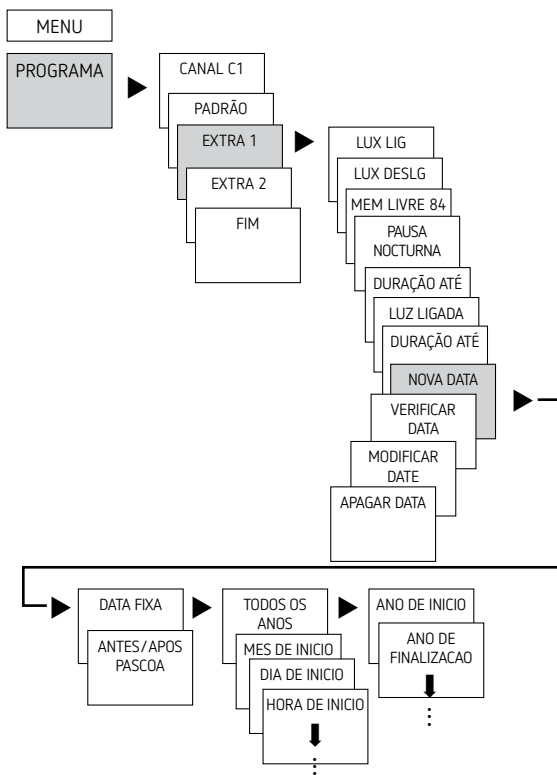 MENU
PROGRAMA
CANAL C1
PADRÃO
EXTRA 1
EXTRA 2
FIM
LUX LIG
LUX DESLG
MEM LIVRE 84
PAUSA
NOCTURNA
DURAÇÃO ATÉ
LUZ LIGADA
DURAÇÃO ATÉ
NOVA DATA
VERIFICAR
DATA
MODIFICAR
DATE
APAGAR DATA
DATA FIXA
ANTES/APOS
PASCOA
TODOS OS
ANOS
MES DE INICIO
DIA DE INICIO
HORA DE INICIO
ANO DE INICIO
ANO DE
FINALIZACAO